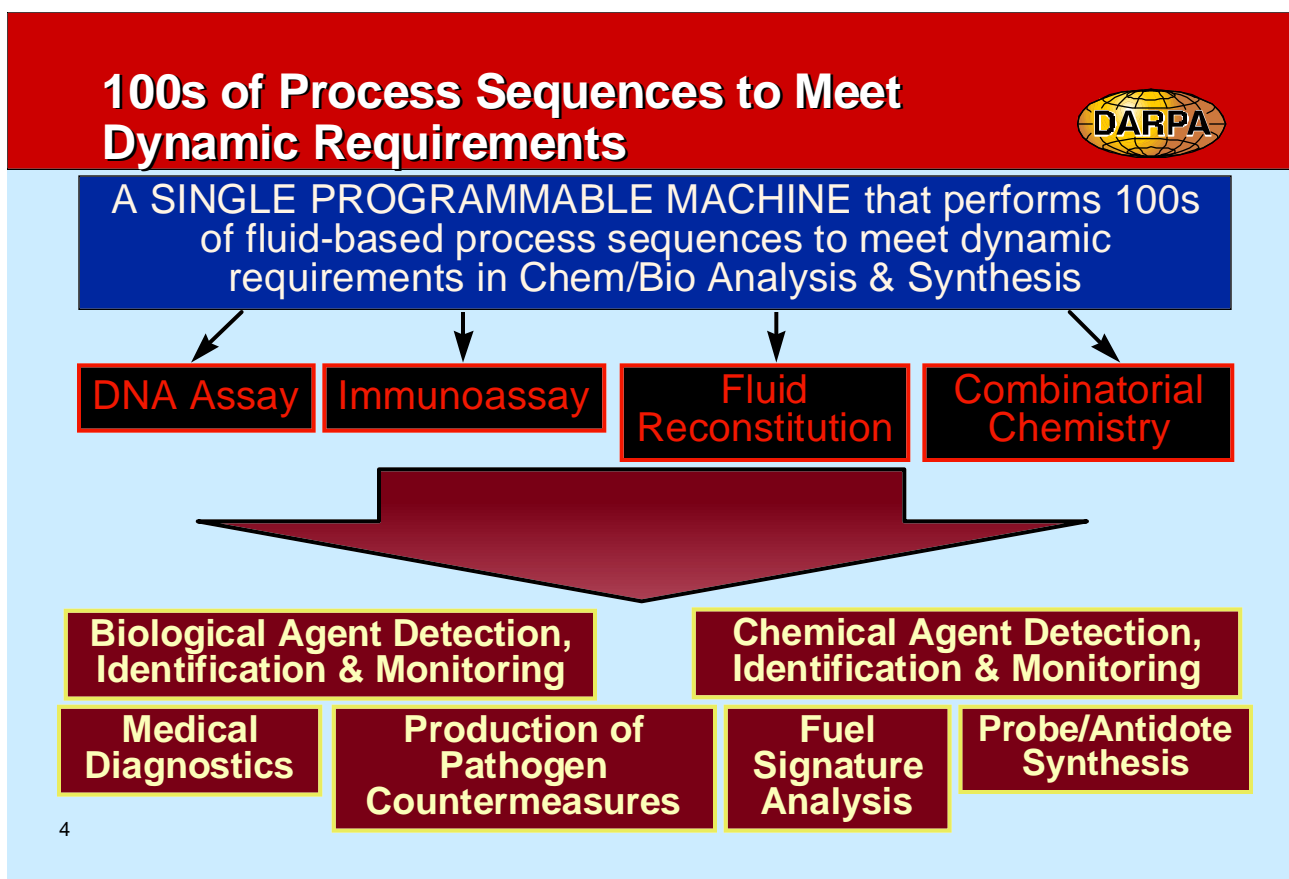 100s of Process Sequences to Meet
Dynamic Requirements
DARPA
A SINGLE PROGRAMMABLE MACHINE that performs 100s
of fluid-based process sequences to meet dynamic
requirements in Chem/Bio Analysis & Synthesis
DNA Assay
Immunoassay
Fluid
Reconstitution
Combinatorial
Chemistry
Biological Agent Detection,
Identification & Monitoring
Chemical Agent Detection,
Identification & Monitoring
Medical
Diagnostics
Production of
Pathogen
Countermeasures
Fuel
Signature
Analysis
Probe/Antidote
Synthesis
4